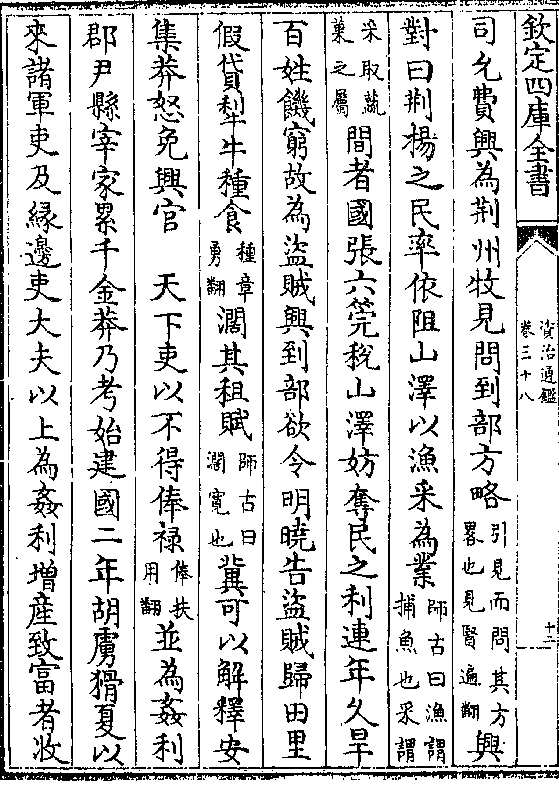 欽定四庫全書
資治通鑑
卷三十八
司允費興為荆州牧見問到部方略引見而問其方畧也見賢遍翻興
對曰荆楊之民率依阻山澤以漁采為業師古曰漁謂捕魚也采謂
采取蔬菓之屬間者國張六筦稅山澤妨奪民之利連年久旱
百姓饑窮故為盜賊興到部欲令明曉告盜賊歸田里
假貸犁牛種食種章勇翻濶其租賦師古曰濶寛也冀可以解釋安
集莽怒免興官　天下吏以不得俸禄俸扶用翻並為姦利
郡尹縣宰家累千金莽乃考始建國二年胡虜猾夏以
來諸軍吏及緣邊吏大夫以上為姦利增産致富者收